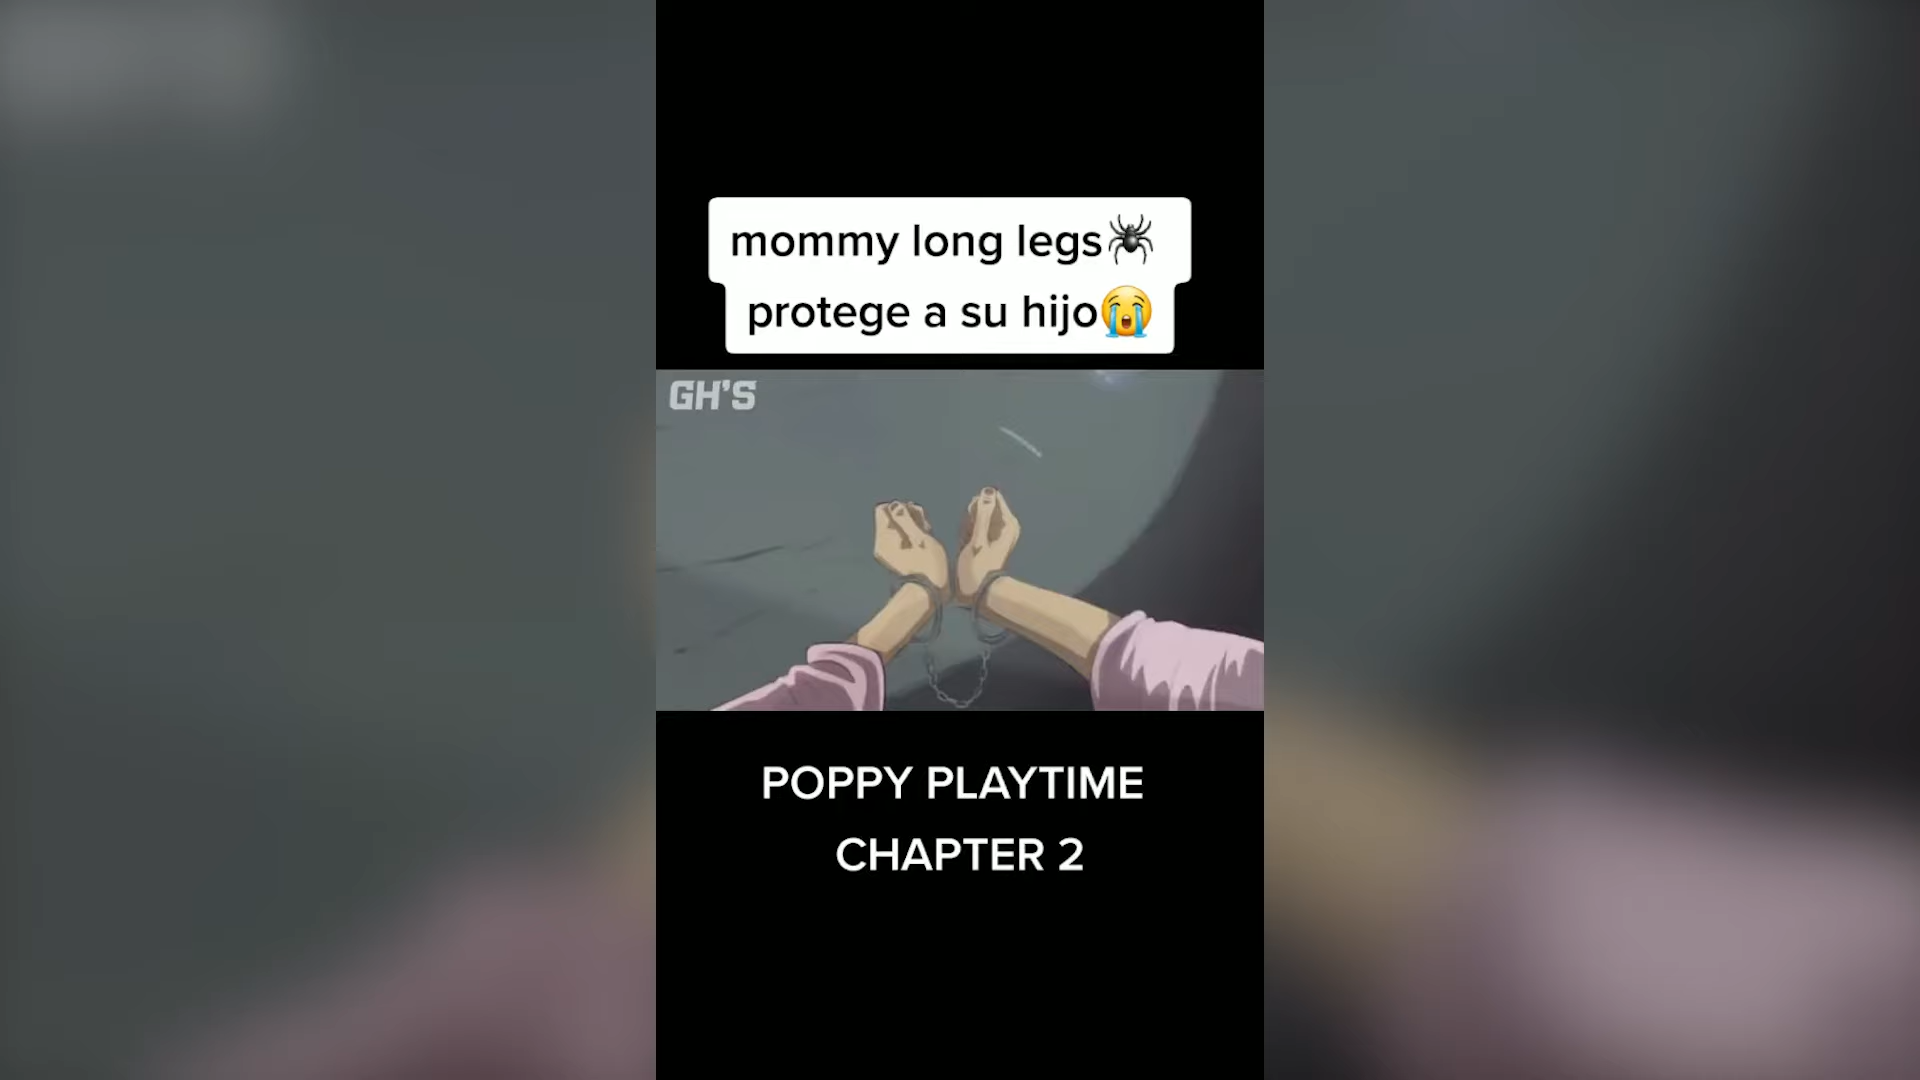 mommy long legs🕷
protege a su hijo😭
GH'S
POPPY PLAYTIME
CHAPTER 2